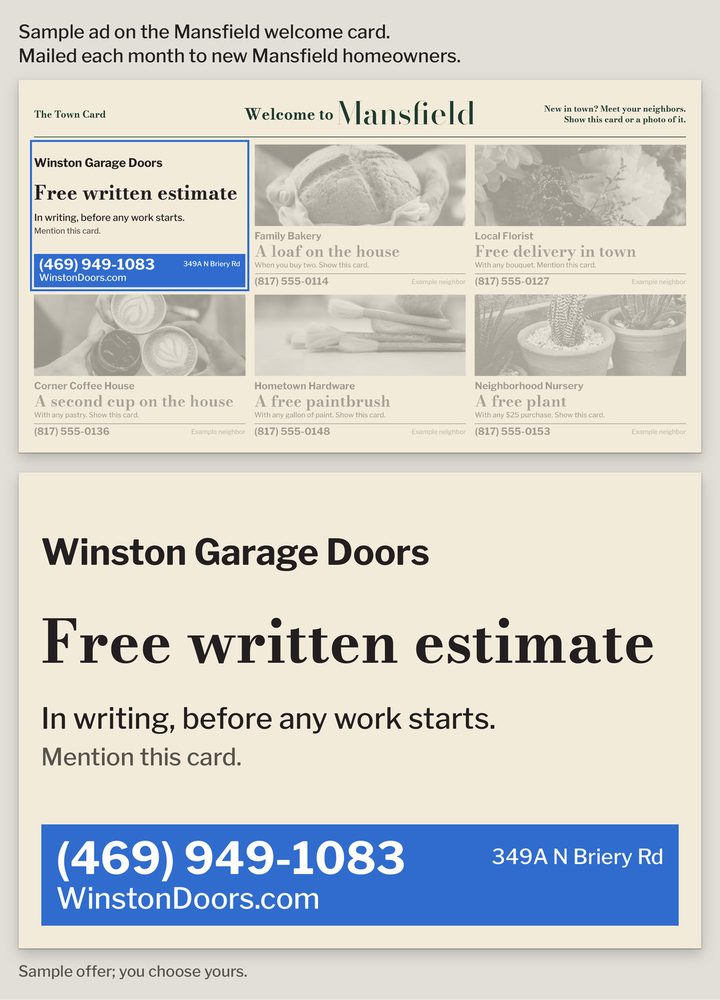 Sample ad on the Mansfield welcome card.
Mailed each month to new Mansfield homeowners.
The Town Card
Welcome to Mansfield
New in town? Meet your neighbors.
Show this card or a photo of it.
Winston Garage Doors
Free written estimate
In writing, before any work starts.
Mention this card.
(469) 949-1083
349A N Briery Rd
WinstonDoors.com
Family Bakery
A loaf on the house
When you buy two. Show this card.
(817) 555-0114
Example neighbor
Local Florist
Free delivery in town
With any bouquet. Mention this card.
(817) 555-0127
Example neighbor
Corner Coffee House
A second cup on the house
With any pastry. Show this card.
(817) 555-0136
Example neighbor
Hometown Hardware
A free paintbrush
With any gallon of paint. Show this card.
(817) 555-0148
Example neighbor
Neighborhood Nursery
A free plant
With any $25 purchase. Show this card.
(817) 555-0153
Example neighbor
Winston Garage Doors
Free written estimate
In writing, before any work starts.
Mention this card.
(469) 949-1083
349A N Briery Rd
WinstonDoors.com
Sample offer; you choose yours.